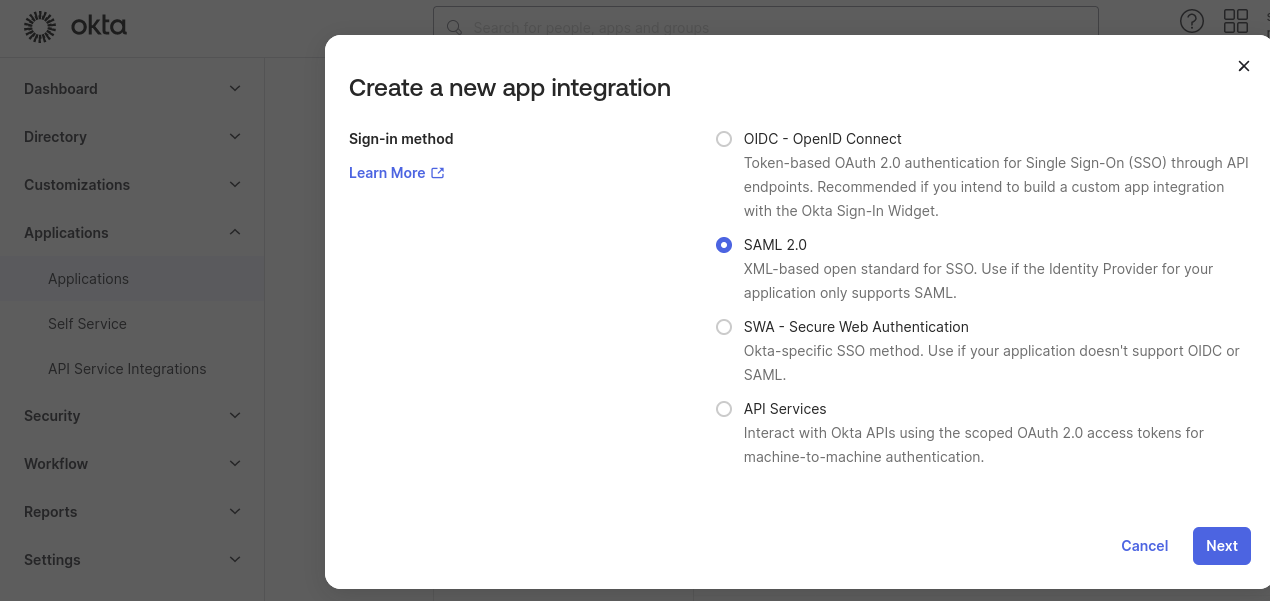 okta
Search for people, apps and groups
Dashboard
Directory
Customizations
Applications
Applications
Self Service
API Service Integrations
Security
Workflow
Reports
Settings
Create a new app integration
Sign-in method
Learn More
OIDC - OpenID Connect
Token-based OAuth 2.0 authentication for Single Sign-On (SSO) through API
endpoints. Recommended if you intend to build a custom app integration
with the Okta Sign-In Widget.
SAML 2.0
XML-based open standard for SSO. Use if the Identity Provider for your
application only supports SAML.
SWA - Secure Web Authentication
Okta-specific SSO method. Use if your application doesn't support OIDC or
SAML.
API Services
Interact with Okta APIs using the scoped OAuth 2.0 access tokens for
machine-to-machine authentication.
Cancel
Next